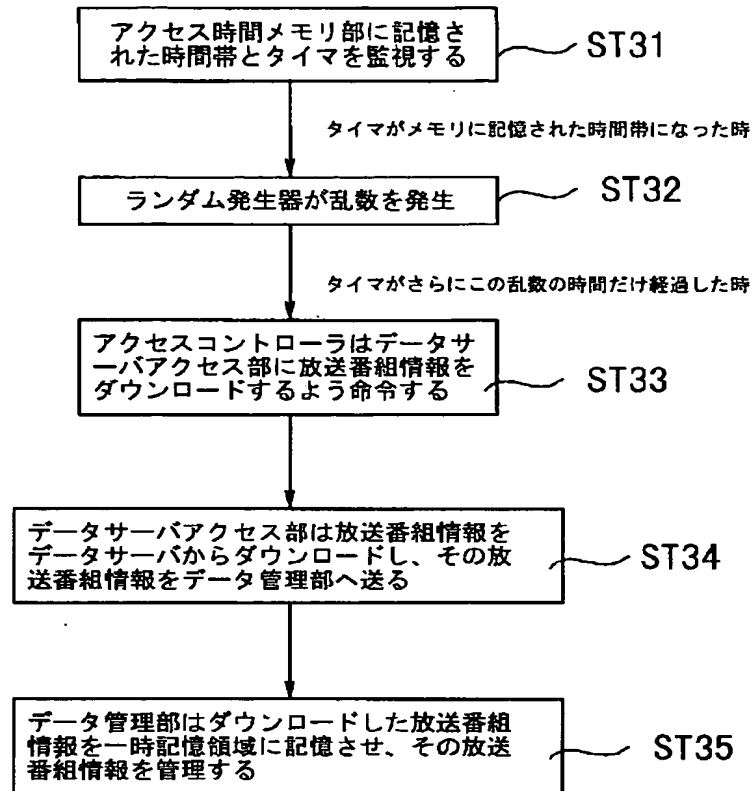 アクセス時間メモリ部に記憶さ
れた時間帯とタイマを監視する
ST31
タイマがメモリに記憶された時間帯になった時
ランダム発生器が乱数を発生
ST32
タイマがさらにこの乱数の時間だけ経過した時
アクセスコントローラはデータサ
ーバアクセス部に放送番組情報を
ダウンロードするよう命令する
ST33
データサーバアクセス部は放送番組情報を
データサーバからダウンロードし、その放
送番組情報をデータ管理部へ送る
ST34
データ管理部はダウンロードした放送番組
情報を一時記憶領域に記憶させ、その放送
番組情報を管理する
ST35